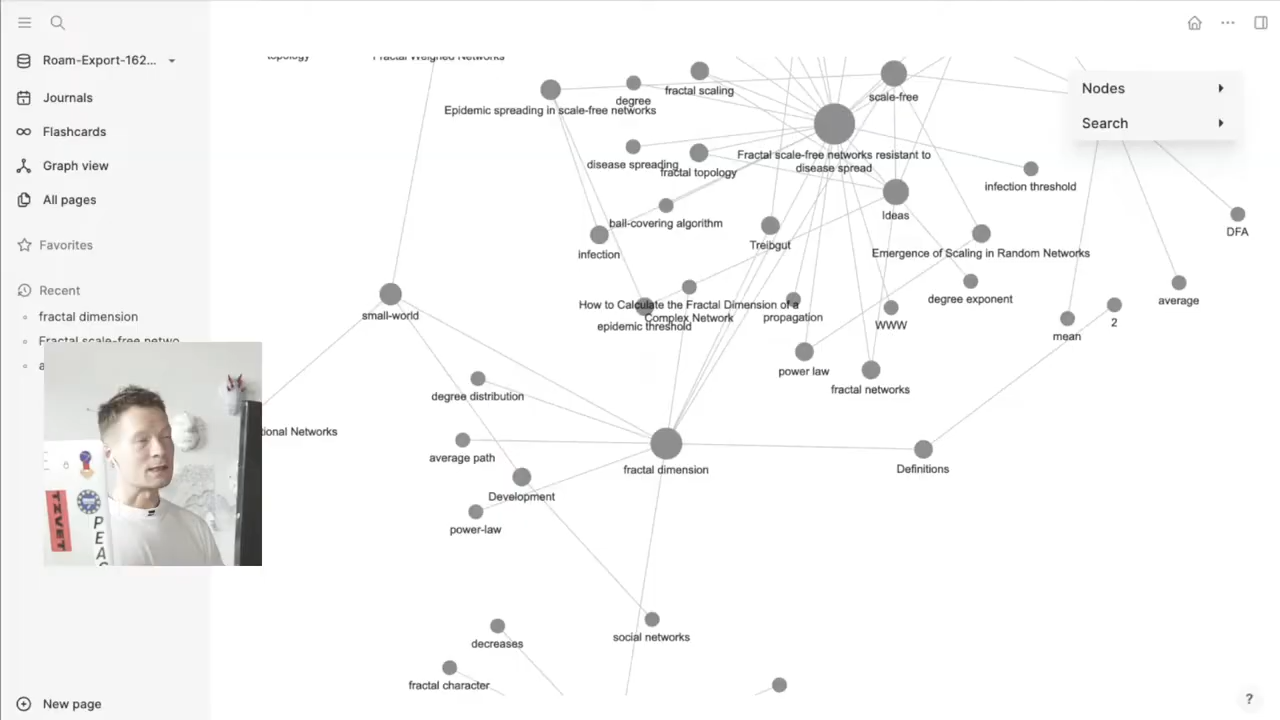 Roam-Export-162...
Journals
Flashcards
Graph view
All pages
Favorites
Recent
fractal dimension
Fractal scale-free netwo
a
New page
Nodes
Search
topology
Fractal Weighed Networks
Epidemic spreading in scale-free networks
degree
fractal scaling
scale-free
disease spreading
fractal topology
Fractal scale-free networks resistant to
disease spread
infection threshold
Ideas
ball-covering algorithm
Treibgut
infection
Emergence of Scaling in Random Networks
DFA
How to Calculate the Fractal Dimension of a
Complex Network
epidemic threshold
propagation
WWW
degree exponent
average
2
mean
small-world
power law
fractal networks
degree distribution
tional Networks
average path
fractal dimension
Definitions
Development
power-law
social networks
decreases
fractal character
TZVET
PEAC
?